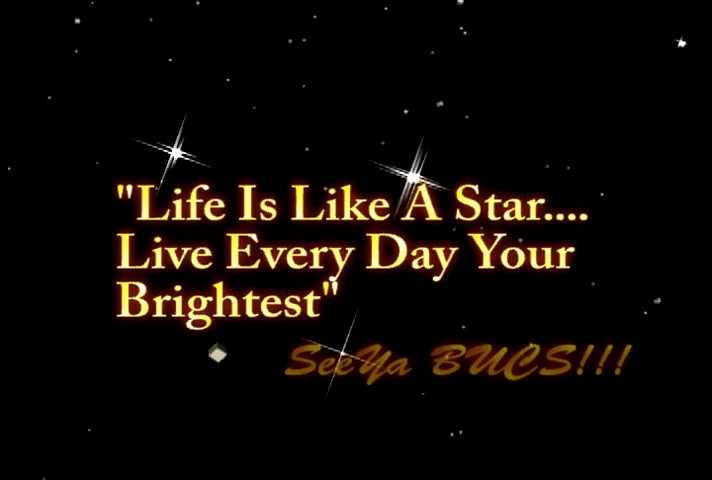 "Life Is Like A Star....
Live Every Day Your
Brightest"
SeeYa BUCS!!!